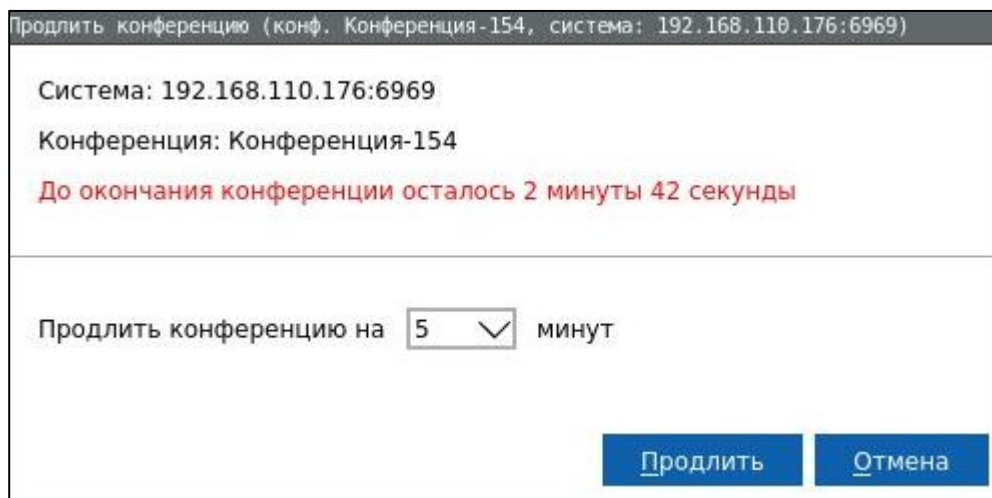 Продлить конференцию (конф. Конференция-154, система: 192.168.110.176:6969)
Система: 192.168.110.176:6969
Конференция: Конференция-154
До окончания конференции осталось 2 минуты 42 секунды
Продлить конференцию на 5 минут
Продлить Отмена